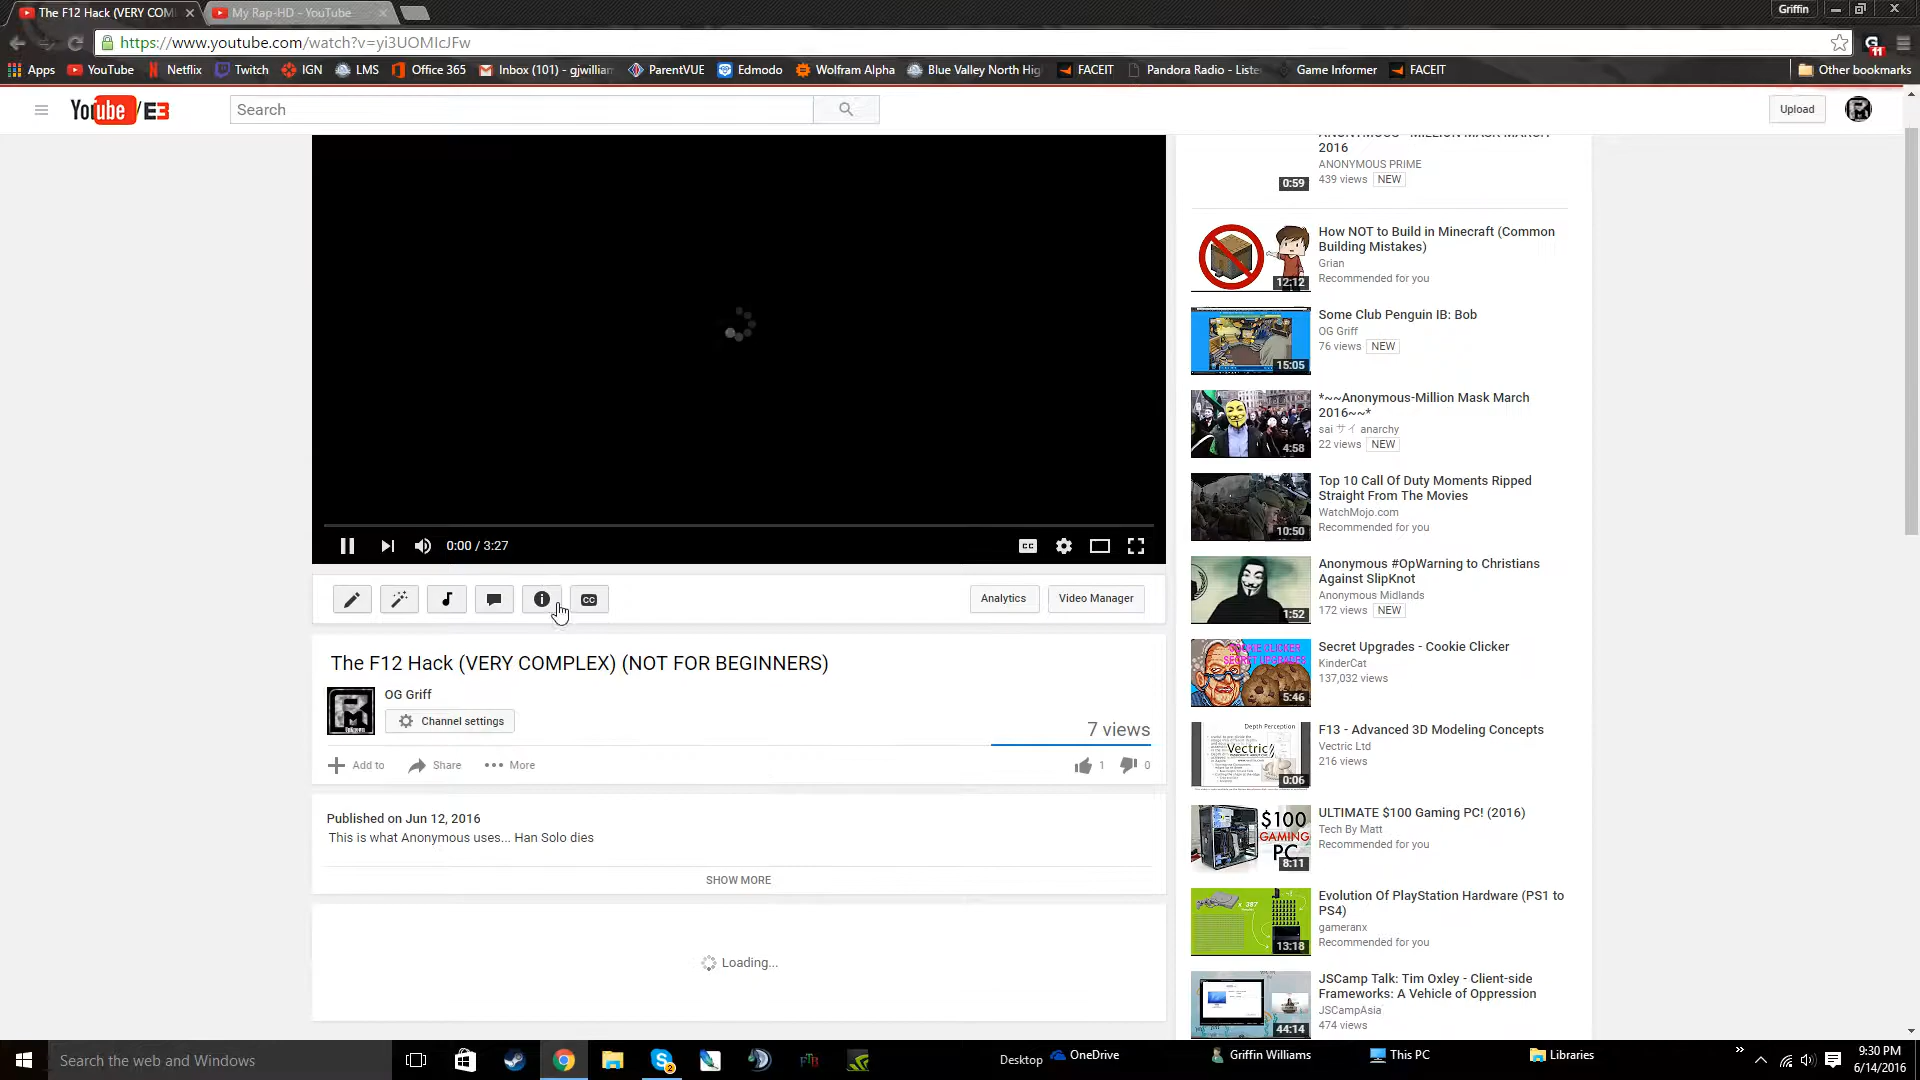 The F12 Hack (VERY COM
My Rap-HD - YouTube
Griffin
https://www.youtube.com/watch?v=yi3UOMIcJFw
Apps YouTube Netflix Twitch IGN LMS Office 365 Inbox (101) - gjwilliam ParentVUE Edmodo Wolfram Alpha Blue Valley North Hig FACEIT Pandora Radio - Liste Game Informer FACEIT Other bookmarks
YouTube/E3
Search
Upload
2016
ANONYMOUS PRIME
439 views NEW
0:59
How NOT to Build in Minecraft (Common
Building Mistakes)
Grian
Recommended for you
12:12
Some Club Penguin IB: Bob
OG Griff
76 views NEW
15:05
*~~Anonymous-Million Mask March
2016~~*
sai サイ anarchy
22 views NEW
4:58
Top 10 Call Of Duty Moments Ripped
Straight From The Movies
WatchMojo.com
Recommended for you
10:50
Anonymous #OpWarning to Christians
Against SlipKnot
Anonymous Midlands
172 views NEW
1:52
COOKIE CLICKER
SECRET UPGRADES
Secret Upgrades - Cookie Clicker
KinderCat
137,032 views
5:46
Depth Perception
Vectric
F13 - Advanced 3D Modeling Concepts
Vectric Ltd
216 views
0:06
$100
GAMING
PC
ULTIMATE $100 Gaming PC! (2016)
Tech By Matt
Recommended for you
8:11
x 387
Evolution Of PlayStation Hardware (PS1 to
PS4)
gameranx
Recommended for you
13:18
JSCamp Talk: Tim Oxley - Client-side
Frameworks: A Vehicle of Oppression
JSCampAsia
474 views
44:14
0:00 / 3:27
CC
CC
Analytics
Video Manager
The F12 Hack (VERY COMPLEX) (NOT FOR BEGINNERS)
OG Griff
Channel settings
7 views
Add to Share More
1 0
Published on Jun 12, 2016
This is what Anonymous uses... Han Solo dies
SHOW MORE
Loading...
Search the web and Windows
FTB
Desktop OneDrive Griffin Williams This PC Libraries
9:30 PM
6/14/2016